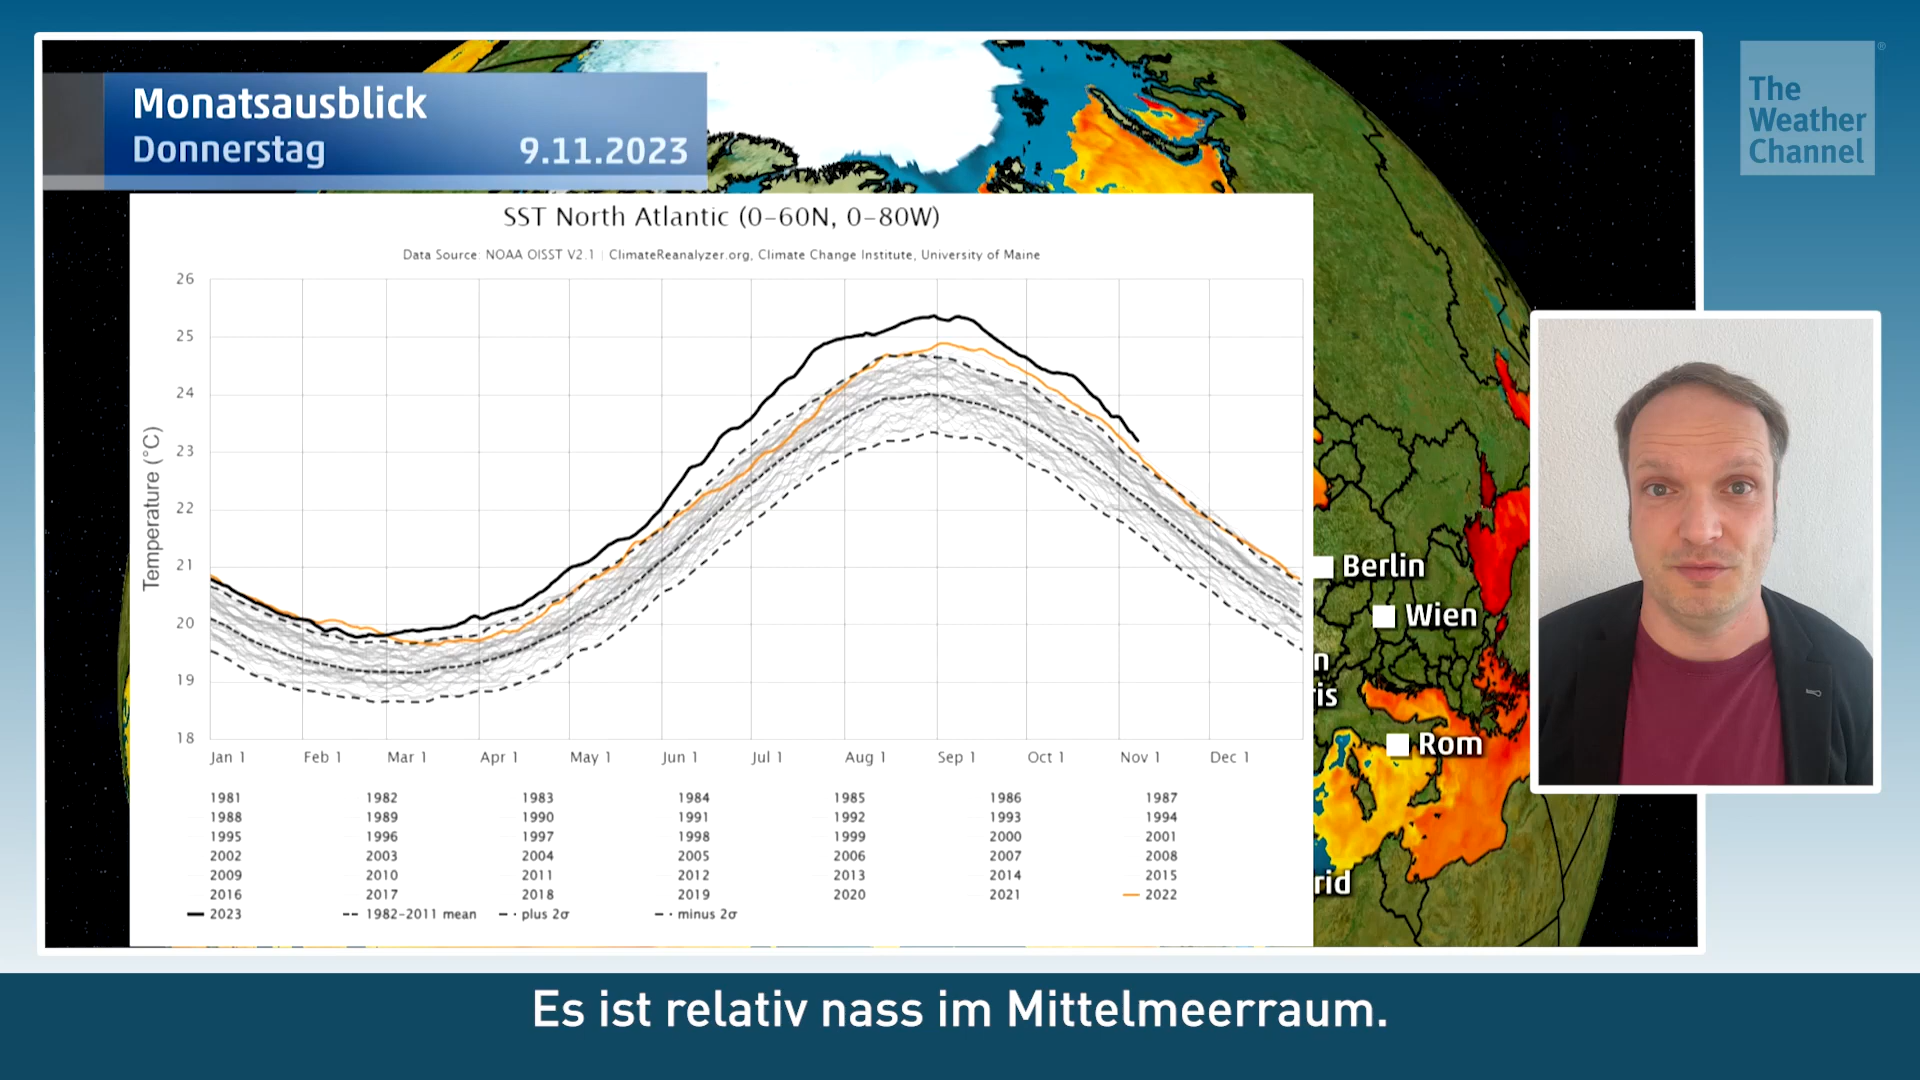 Monatsausblick
Donnerstag 9.11.2023
The
Weather
Channel
®
SST North Atlantic (0-60N, 0-80W)
Data Source: NOAA OISST V2.1 | ClimateReanalyzer.org, Climate Change Institute, University of Maine
Temperature (°C)
26
25
24
23
22
21
20
19
18
Jan 1 Feb 1 Mar 1 Apr 1 May 1 Jun 1 Jul 1 Aug 1 Sep 1 Oct 1 Nov 1 Dec 1
1981 1982 1983 1984 1985 1986 1987
1988 1989 1990 1991 1992 1993 1994
1995 1996 1997 1998 1999 2000 2001
2002 2003 2004 2005 2006 2007 2008
2009 2010 2011 2012 2013 2014 2015
2016 2017 2018 2019 2020 2021 2022
2023 1982-2011 mean plus 2σ minus 2σ
Berlin
Wien
n
is
Rom
rid
Es ist relativ nass im Mittelmeerraum.